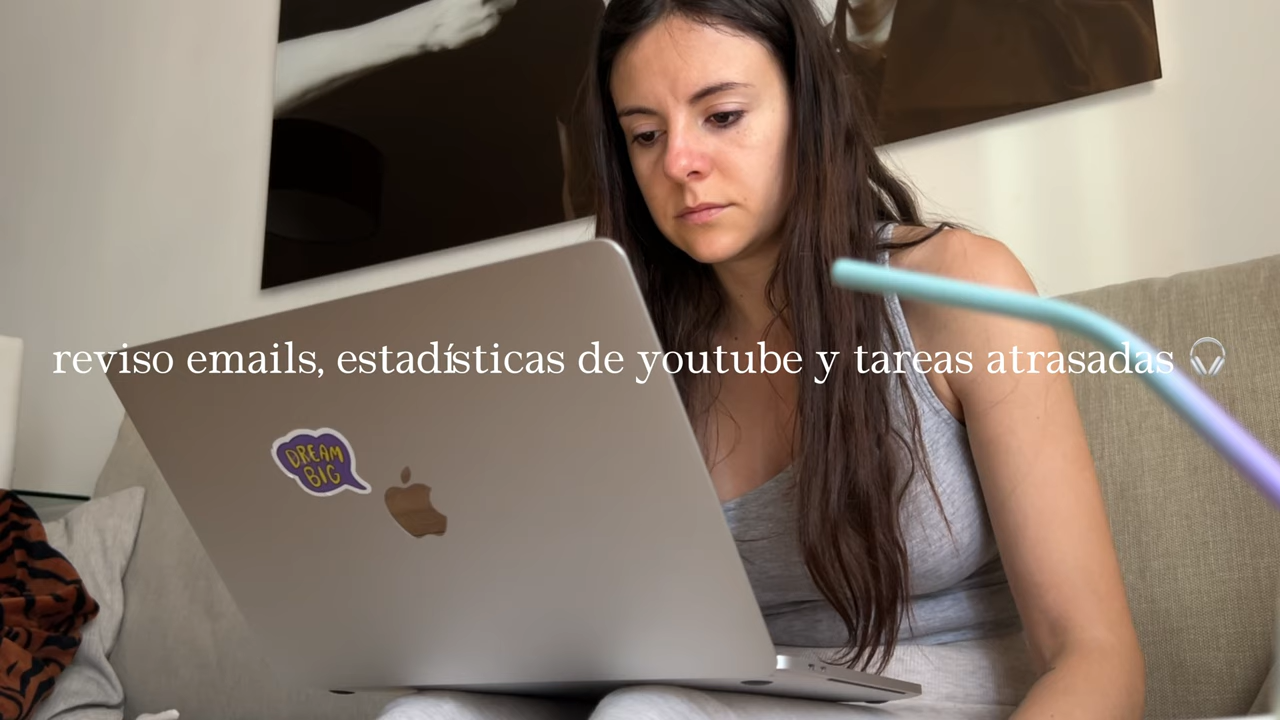 reviso emails, estadísticas de youtube y tareas atrasadas 🎧
DREAM
BIG